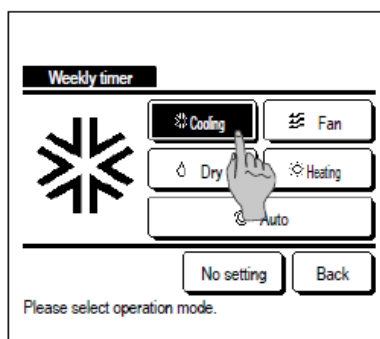 Weekly timer
Cooling Fan
Dry Heating
Auto
No setting Back
Please select operation mode.